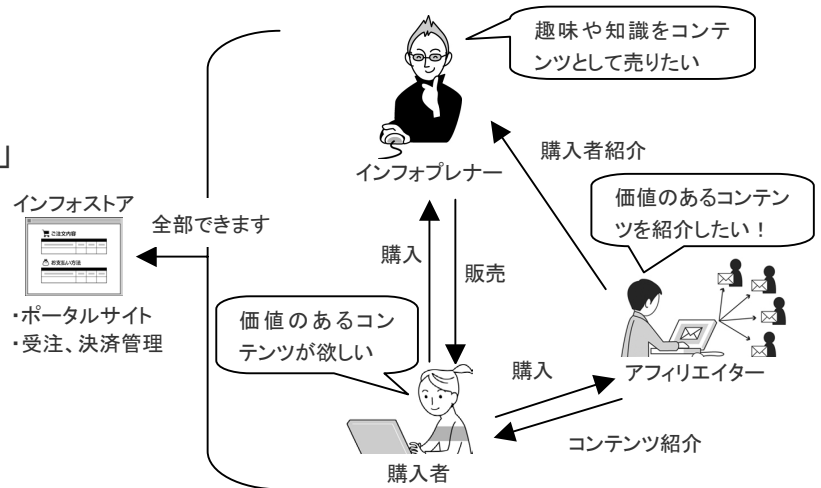 趣味や知識をコンテ
ンツとして売りたい
」
インフォプレナー
購入者紹介
インフォストア
価値のあるコンテン
ツを紹介したい！
ご注文内容
全部できます
お支払い方法
購入
販売
・ポータルサイト
・受注、決済管理
価値のあるコン
テンツが欲しい
購入
アフィリエイター
コンテンツ紹介
購入者